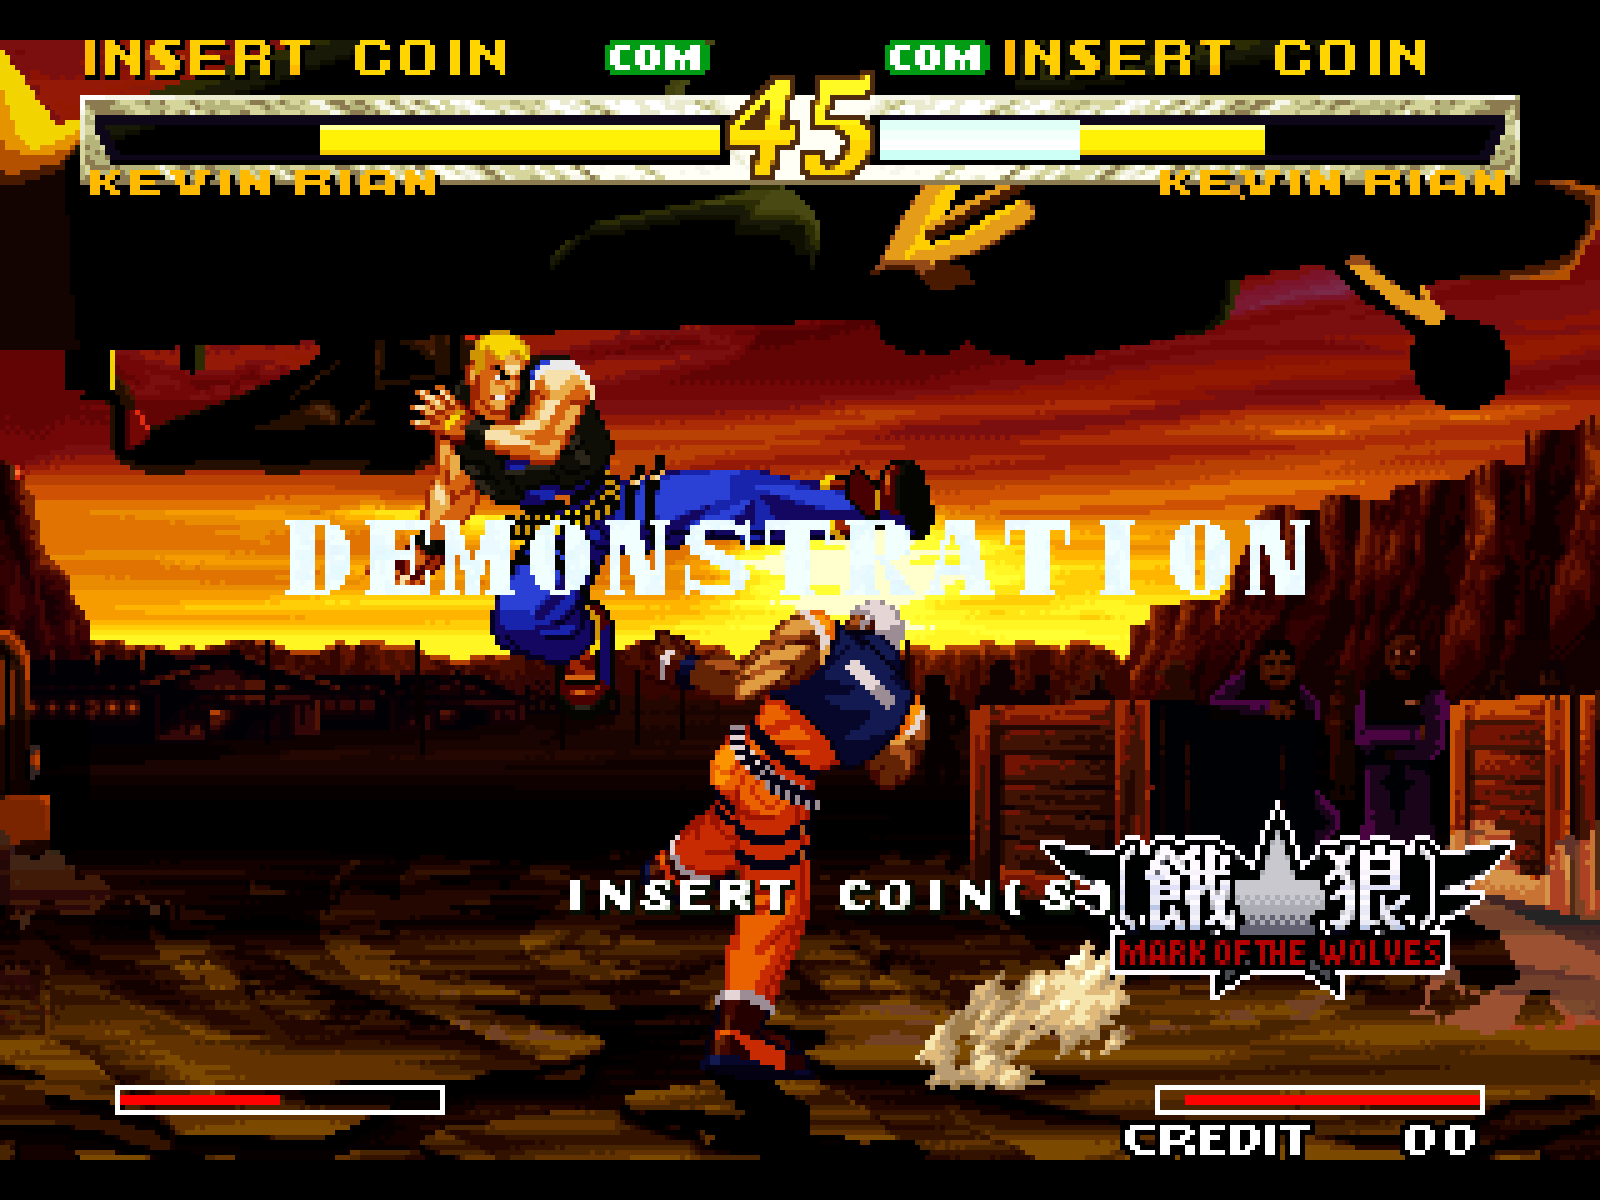 INSERT COIN COM COM INSERT COIN
45
KEVIN RIAN KEVIN RIAN
DEMONSTRATION
餓狼
INSERT COIN(S)
MARK OF THE WOLVES
CREDIT 00